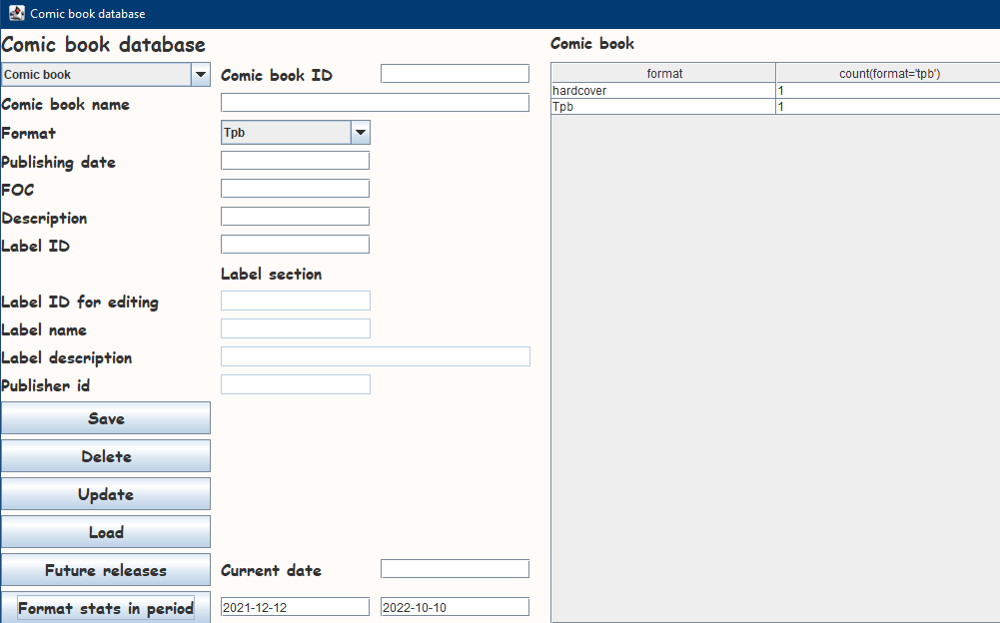 Comic book database
Comic book database
Comic book
Comic book
Comic book ID
Comic book name
Format
Tpb
Publishing date
FOC
Description
Label ID
Label section
Label ID for editing
Label name
Label description
Publisher id
Save
Delete
Update
Load
Future releases
Current date
Format stats in period
2021-12-12
2022-10-10
format count(format='tpb')
hardcover 1
Tpb 1